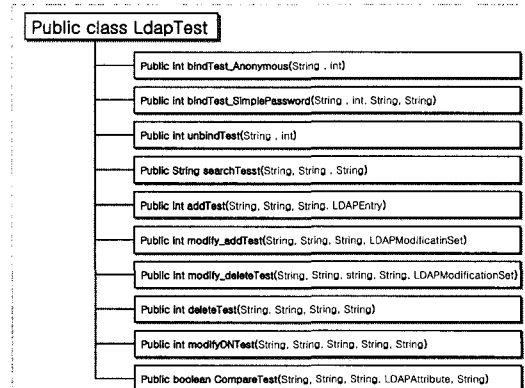 Public class LdapTest
Public int bindTest_Anonymous(String , int)
Public int bindTest_SimplePassword(String , int, String, String)
Public int unbindTest(String , int)
Public String searchTesst(String, String , String)
Public int addTest(String, String, String. LDAPEntry)
Public int modify_addTest(String, String, String, LDAPModificatinSet)
Public int modify_deleteTest(String, String, string, String, LDAPModificationSet)
Public int deleteTest(String. String, String, String)
Public int modifyDNTest(String, String, String, String, String)
Public boolean CompareTest(String, String, String, LDAPAttribute, String)